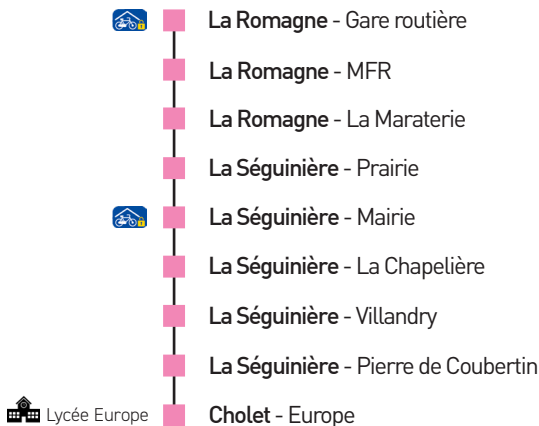 La Romagne - Gare routière
La Romagne - MFR
La Romagne - La Maraterie
La Séguinière - Prairie
La Séguinière - Mairie
La Séguinière - La Chapelière
La Séguinière - Villandry
La Séguinière - Pierre de Coubertin
Lycée Europe Cholet - Europe